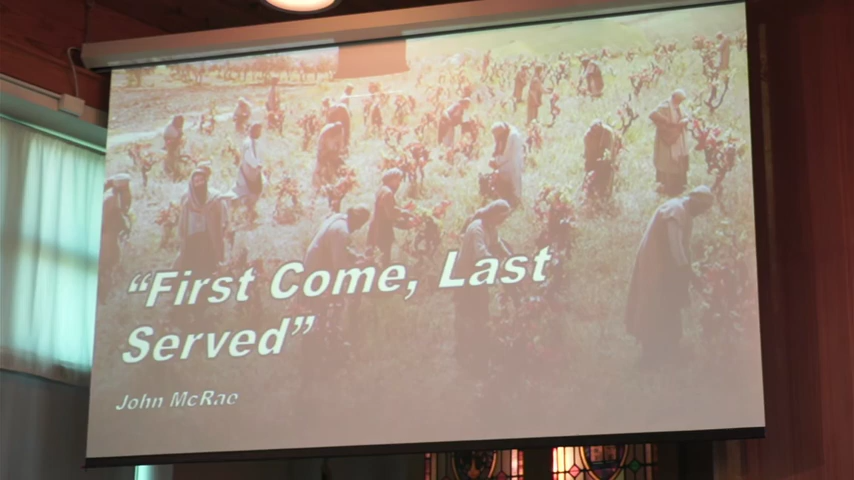 “First Come, Last
Served”
John McRae